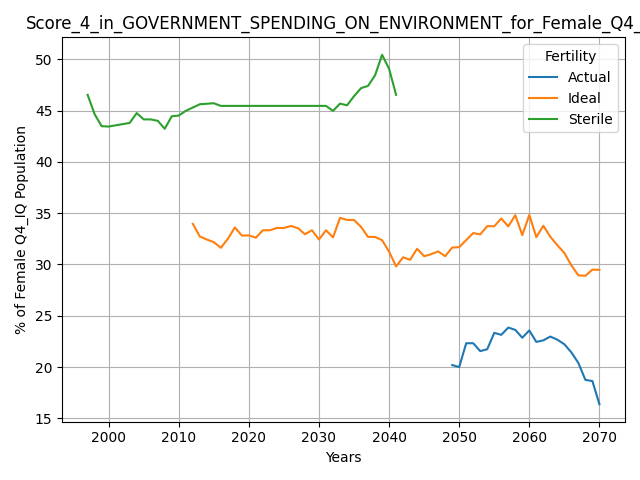 Score_4_in_GOVERNMENT_SPENDING_ON_ENVIRONMENT_for_Female_Q4_
Fertility
Actual
Ideal
Sterile
% of Female Q4_IQ Population
50
45
40
35
30
25
20
15
2000 2010 2020 2030 2040 2050 2060 2070
Years